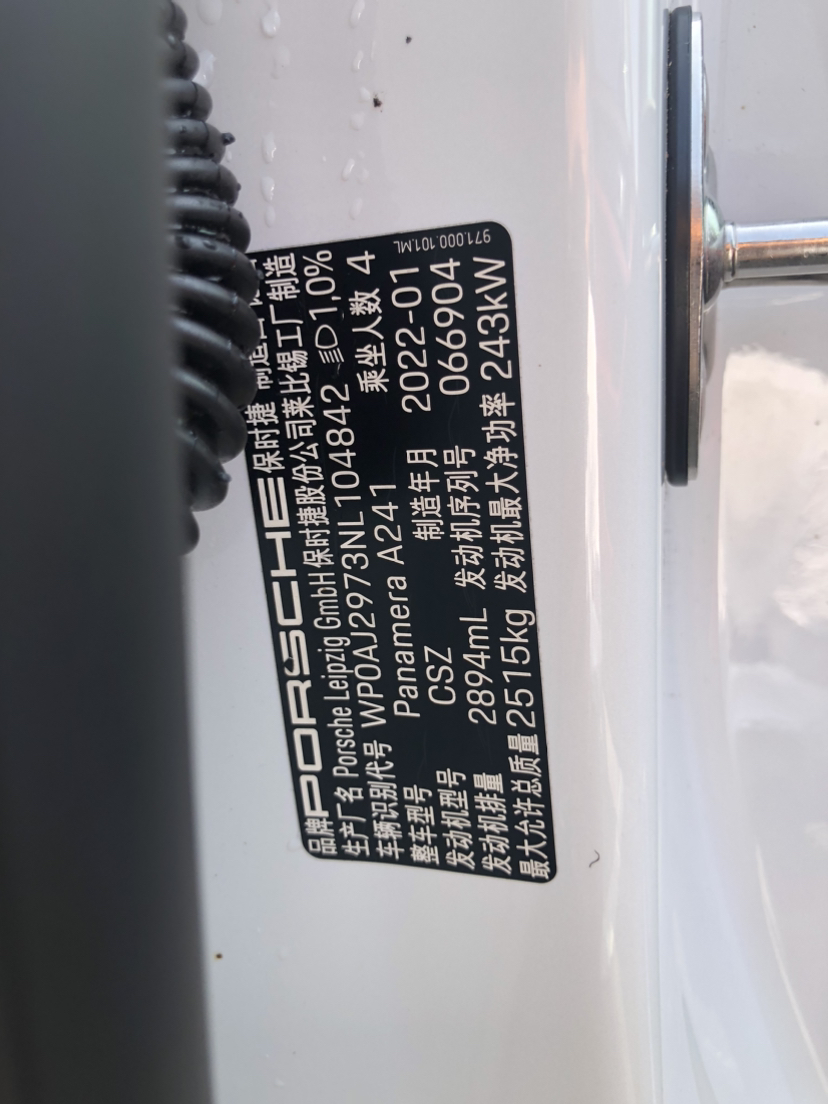 品牌 PORSCHE 保时捷 制造
生产厂名 Porsche Leipzig GmbH 保时捷股份公司莱比锡工厂制造
车辆识别代号 WP0AJ2973NL104842 1,0%
整车型号 Panamera A241 乘坐人数 4
发动机型号 CSZ 制造年月 2022-01
发动机排量 2894mL 发动机序列号 066904
最大允许总质量 2515kg 发动机最大净功率 243kW
971.000.101.ML